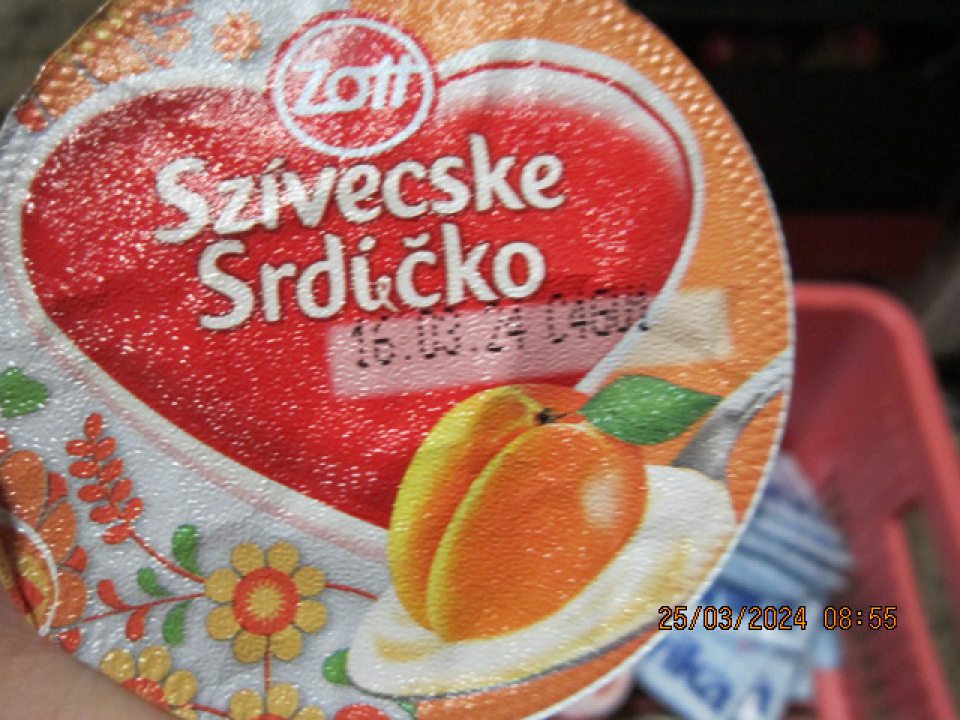 Zott
Szívecske
Srdíčko
16.03.24
25/03/2024 08:55